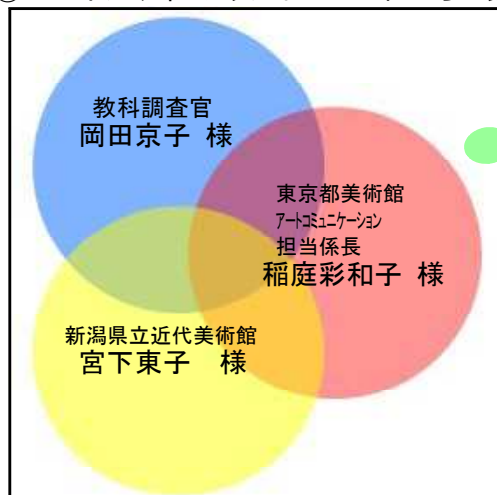 教科調査官
岡田京子 様
東京都美術館
アートコミュニケーション
担当係長
稲庭彩和子 様
新潟県立近代美術館
宮下東子 様